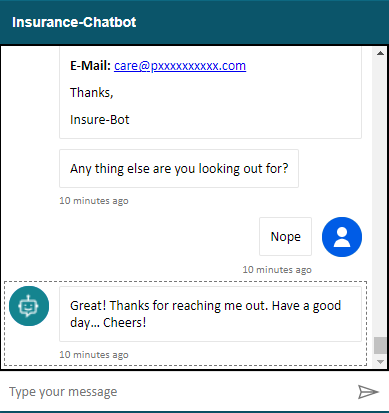 Insurance-Chatbot
E-Mail: care@pxxxxxxxxxx.com
Thanks,
Insure-Bot
Any thing else are you looking out for?
10 minutes ago
Nope
10 minutes ago
Great! Thanks for reaching me out. Have a good
day... Cheers!
10 minutes ago
Type your message